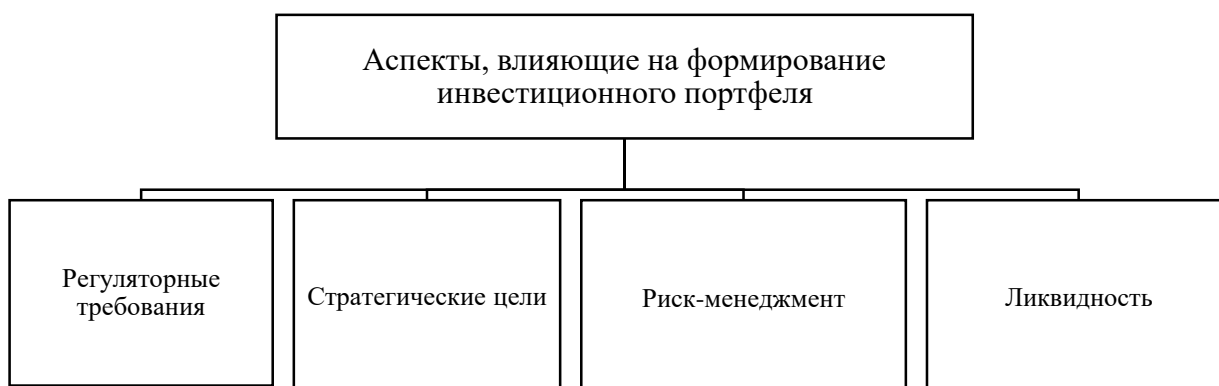 Аспекты, влияющие на формирование
инвестиционного портфеля
Регуляторные
требования
Стратегические цели
Риск-менеджмент
Ликвидность